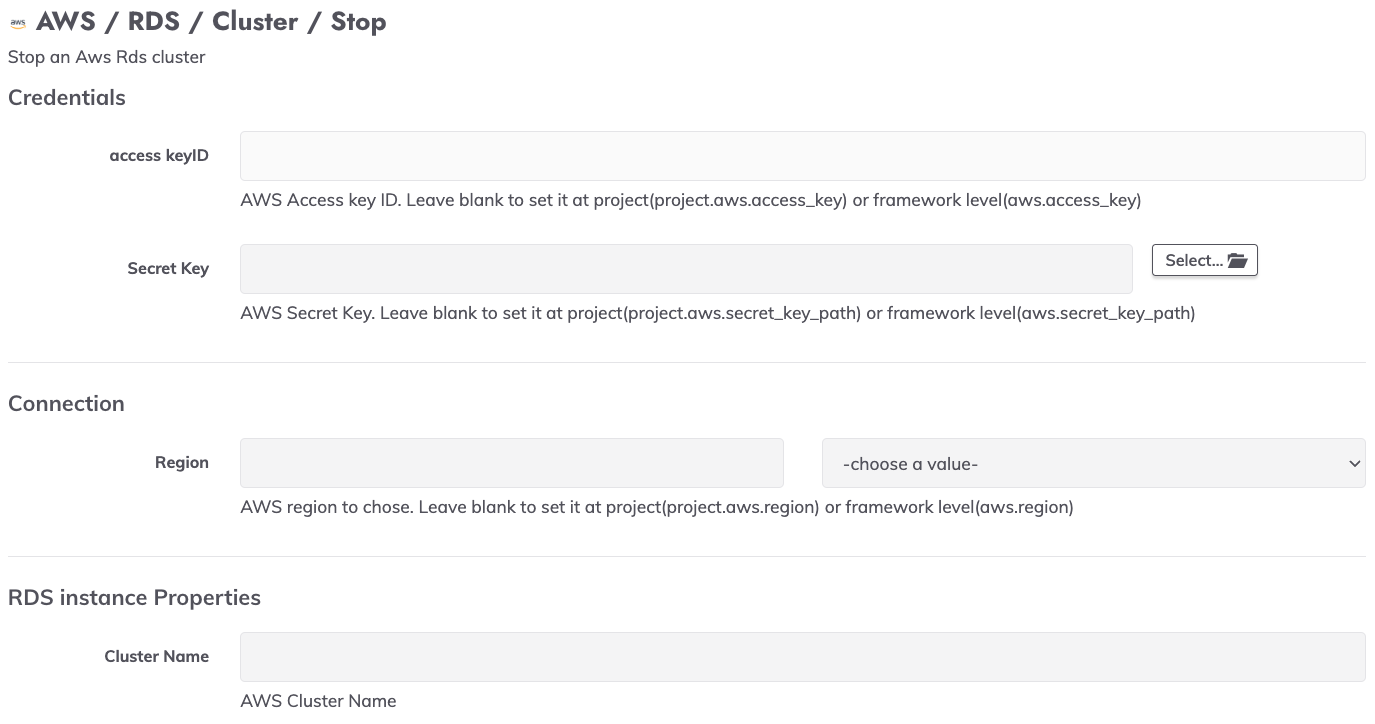 aws AWS / RDS / Cluster / Stop
Stop an Aws Rds cluster
Credentials
access keyID
AWS Access key ID. Leave blank to set it at project(project.aws.access_key) or framework level(aws.access_key)
Secret Key
Select...
AWS Secret Key. Leave blank to set it at project(project.aws.secret_key_path) or framework level(aws.secret_key_path)
Connection
Region
-choose a value-
AWS region to chose. Leave blank to set it at project(project.aws.region) or framework level(aws.region)
RDS instance Properties
Cluster Name
AWS Cluster Name